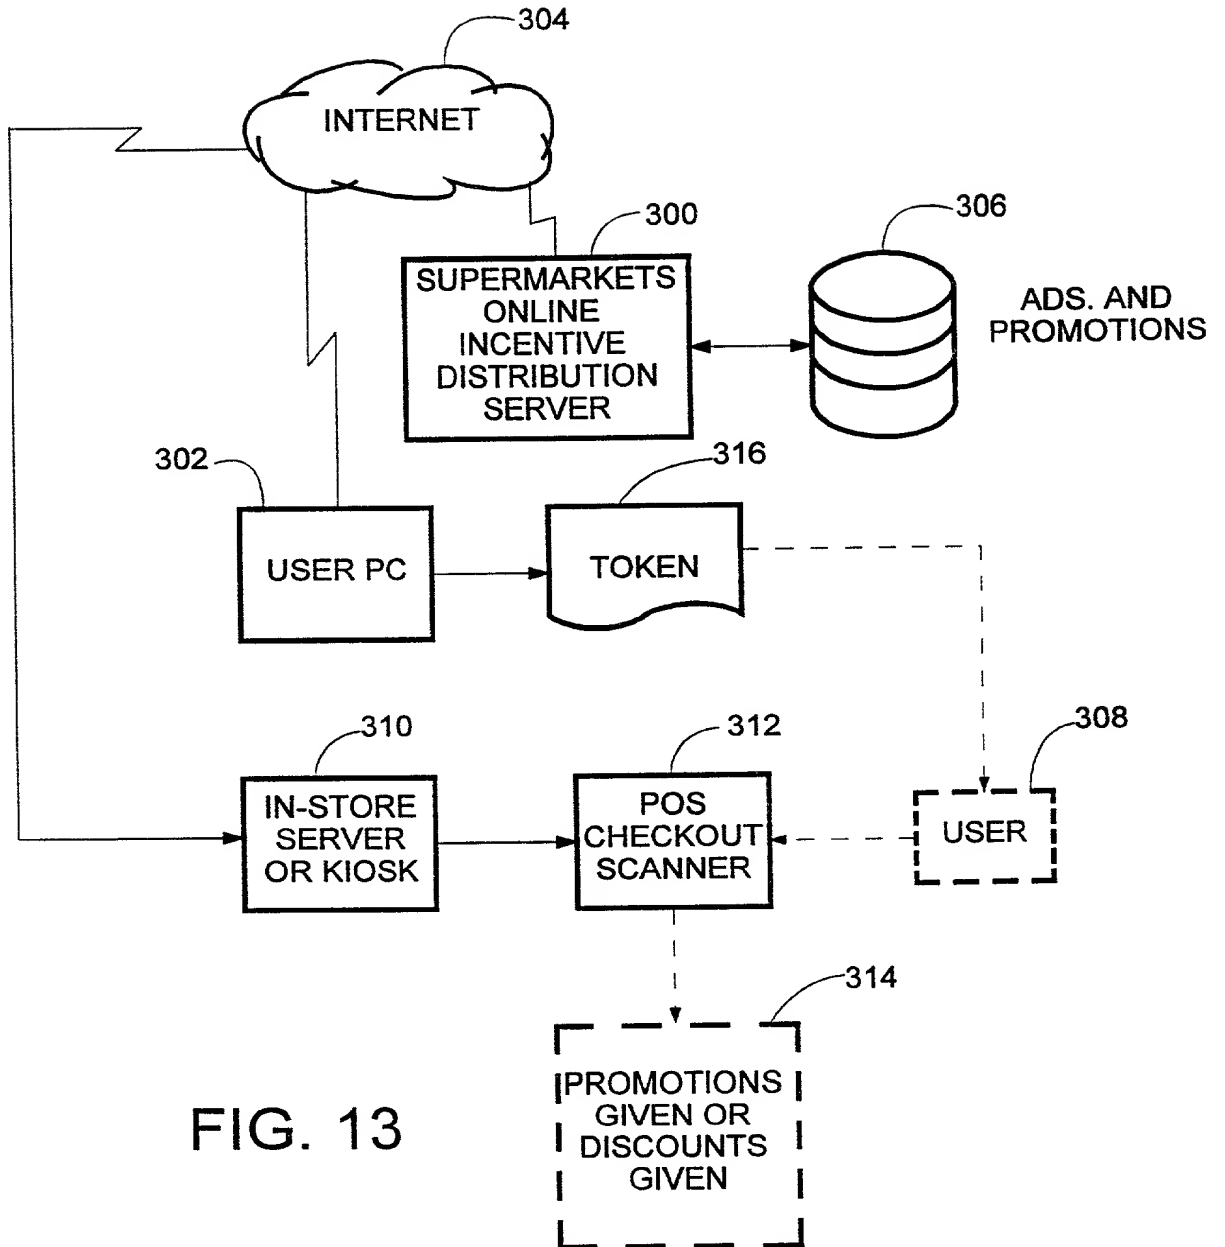 304
INTERNET
300
306
SUPERMARKETS
ONLINE
INCENTIVE
DISTRIBUTION
SERVER
ADS. AND
PROMOTIONS
302
316
USER PC
TOKEN
310
312
308
IN-STORE
SERVER
OR KIOSK
POS
CHECKOUT
SCANNER
USER
314
PROMOTIONS
GIVEN OR
DISCOUNTS
GIVEN
FIG. 13